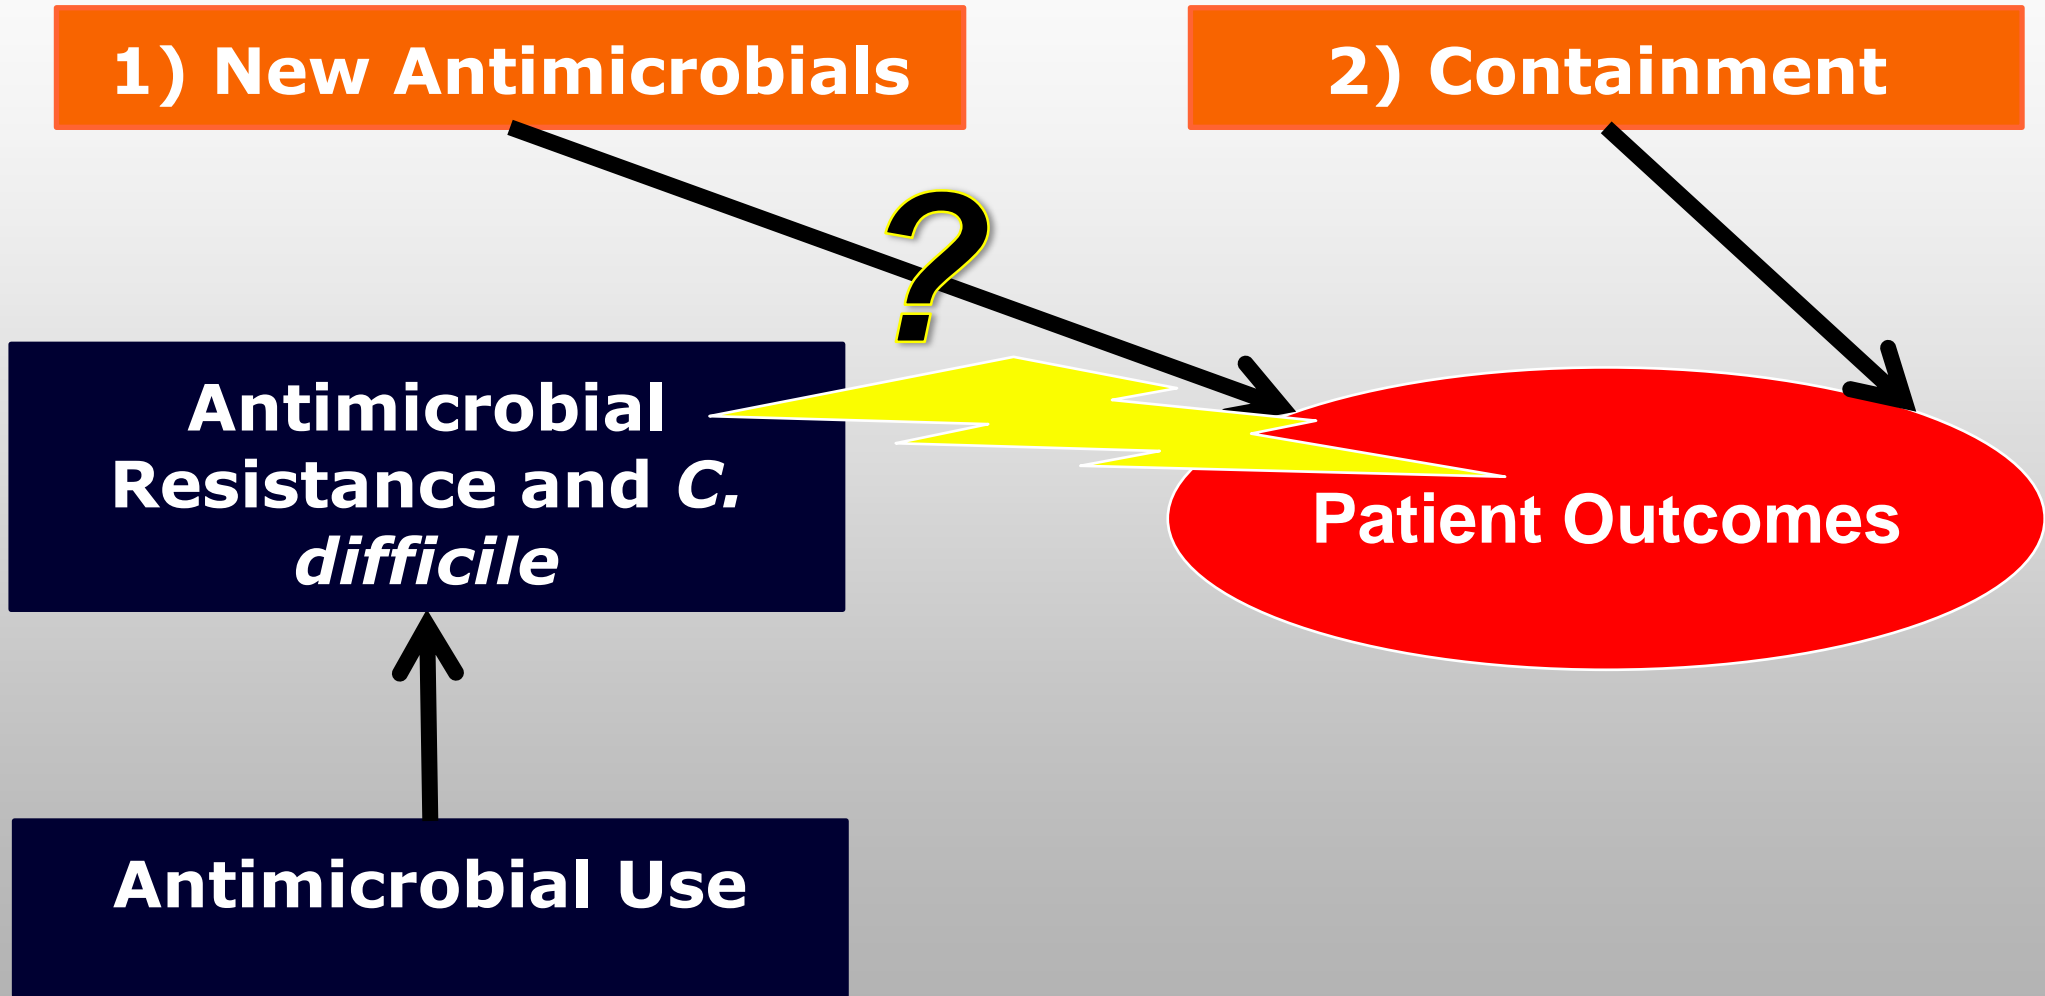 1) New Antimicrobials
2) Containment
?
Antimicrobial
Resistance and C.
difficile
Patient Outcomes
Antimicrobial Use